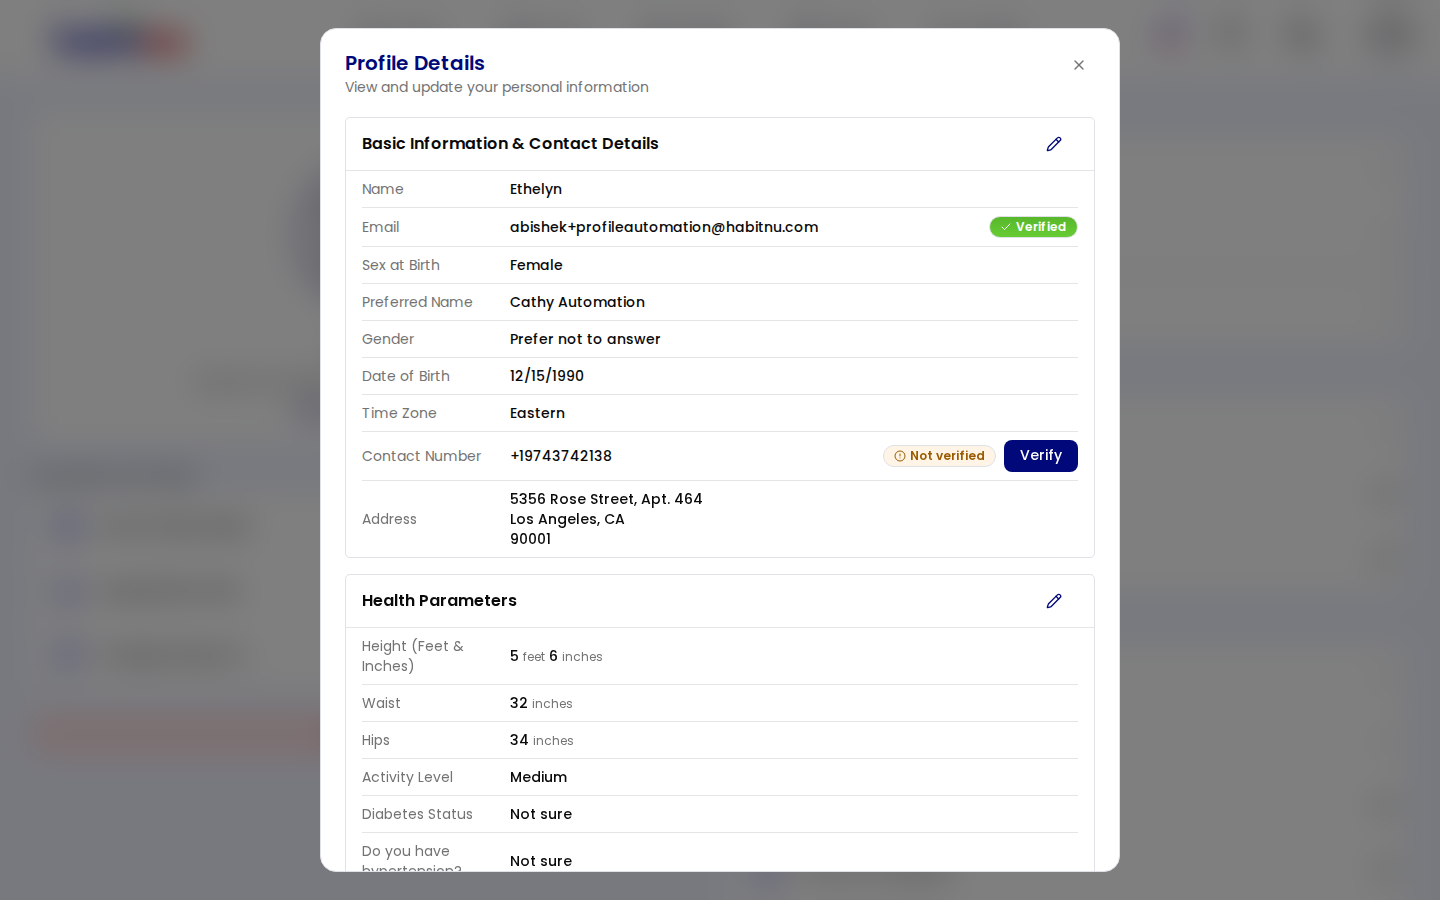 Profile Details
View and update your personal information
Basic Information & Contact Details
Name Ethelyn
Email abishek+profileautomation@habitnu.com Verified
Sex at Birth Female
Preferred Name Cathy Automation
Gender Prefer not to answer
Date of Birth 12/15/1990
Time Zone Eastern
Contact Number +19743742138 Not verified Verify
Address 5356 Rose Street, Apt. 464
Los Angeles, CA
90001
Health Parameters
Height (Feet &
Inches) 5 feet 6 inches
Waist 32 inches
Hips 34 inches
Activity Level Medium
Diabetes Status Not sure
Do you have
hypertension? Not sure